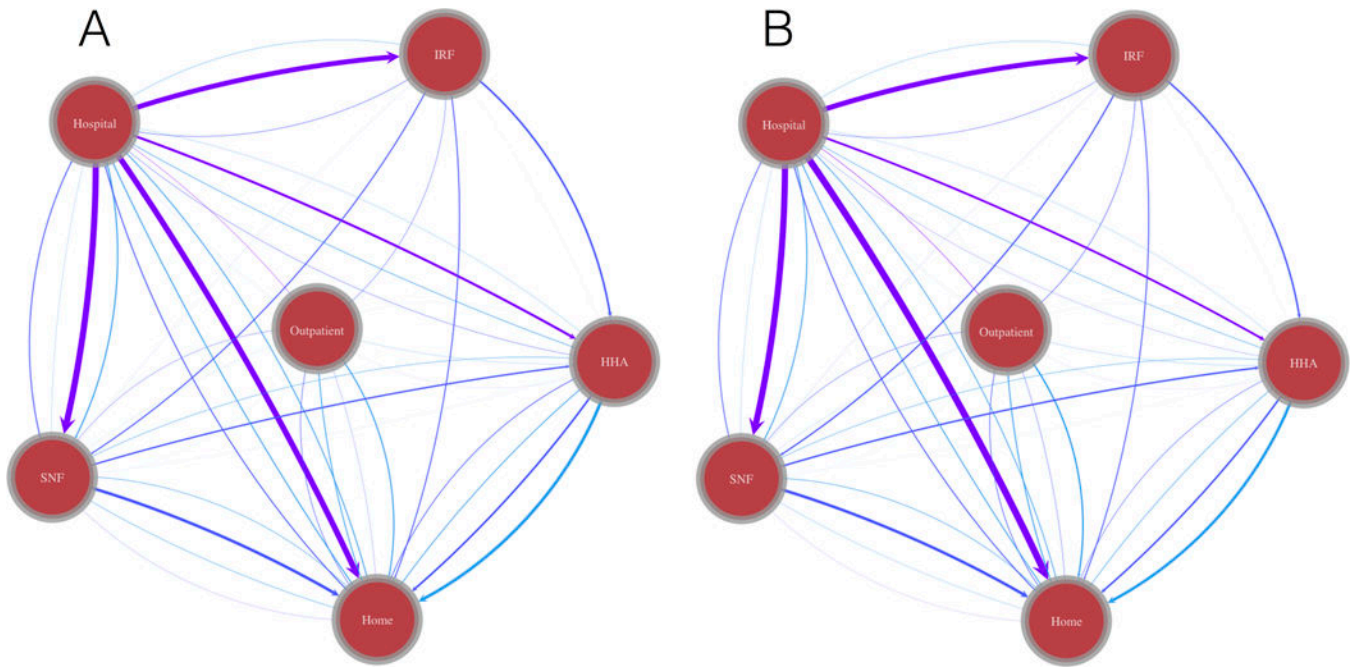 A
IRF
Hospital
Outpatient
HHA
SNF
Home
B
IRF
Hospital
Outpatient
HHA
SNF
Home